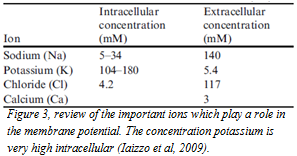 Intracellular Extracellular
concentration concentration
Ion (mM) (mM)
Sodium (Na) 5–34 140
Potassium (K) 104–180 5.4
Chloride (Cl) 4.2 117
Calcium (Ca) 3
Figure 3, review of the important ions which play a role in
the membrane potential. The concentration potassium is
very high intracellular (Iaizzo et al, 2009).